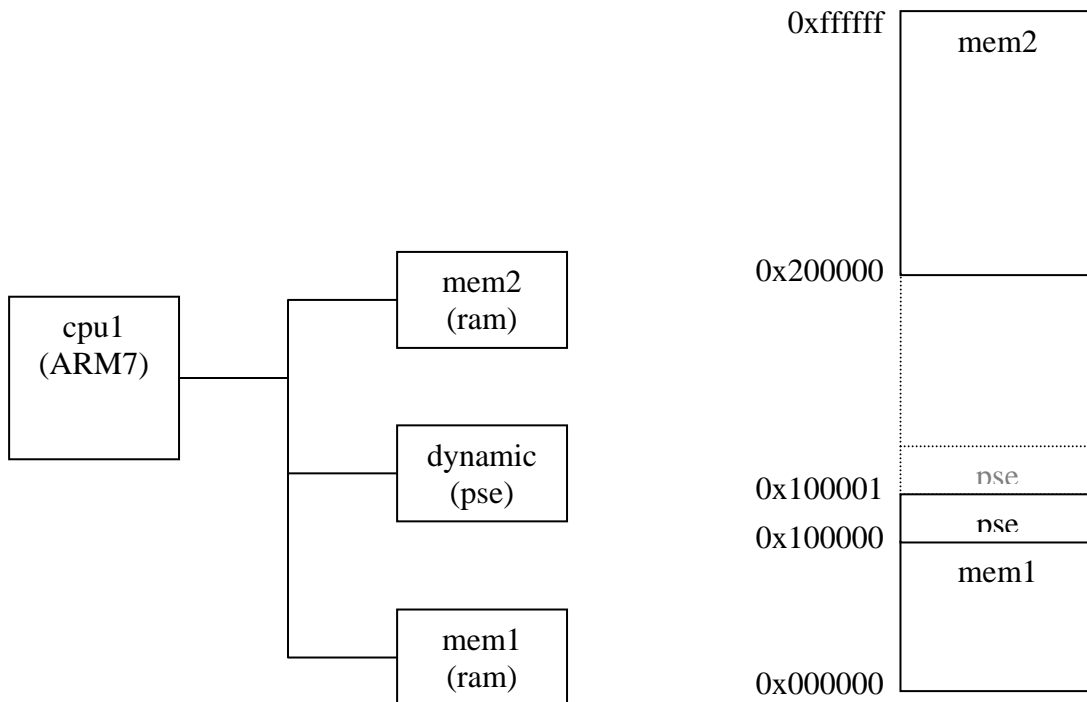 cpu1
(ARM7)
mem2
(ram)
dynamic
(pse)
mem1
(ram)
0xffffff
mem2
0x200000
pse
0x100001
pse
0x100000
mem1
0x000000